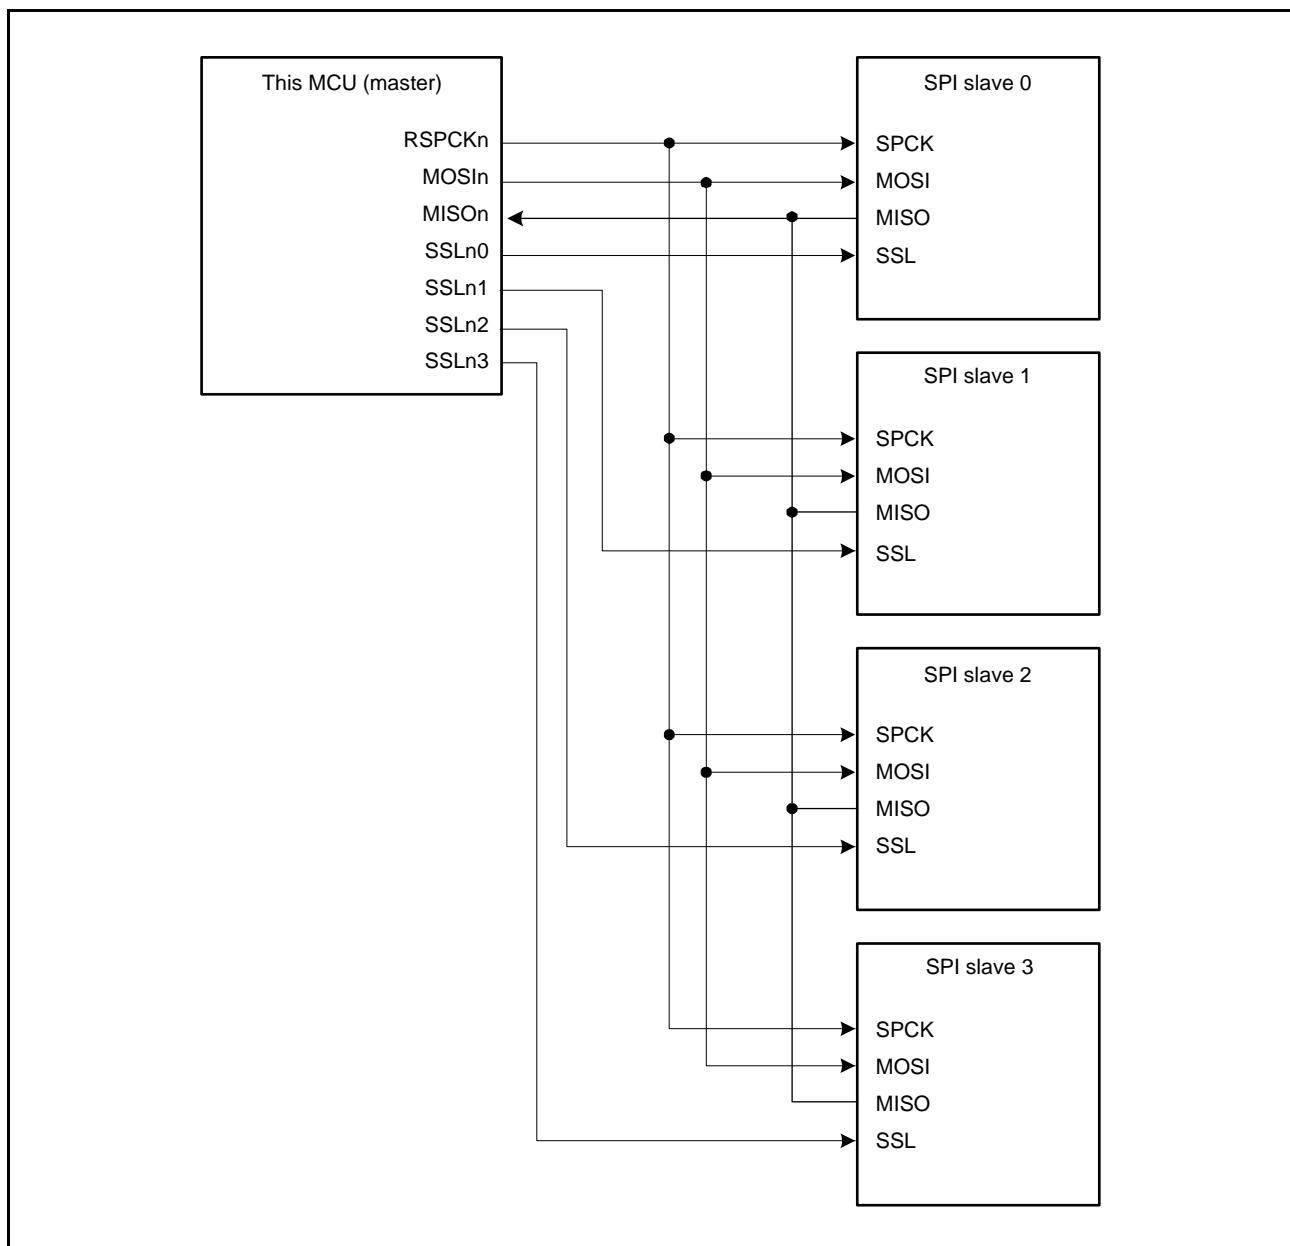 This MCU (master)
RSPCKn
MOSIn
MISOn
SSLn0
SSLn1
SSLn2
SSLn3
SPI slave 0
SPCK
MOSI
MISO
SSL
SPI slave 1
SPCK
MOSI
MISO
SSL
SPI slave 2
SPCK
MOSI
MISO
SSL
SPI slave 3
SPCK
MOSI
MISO
SSL